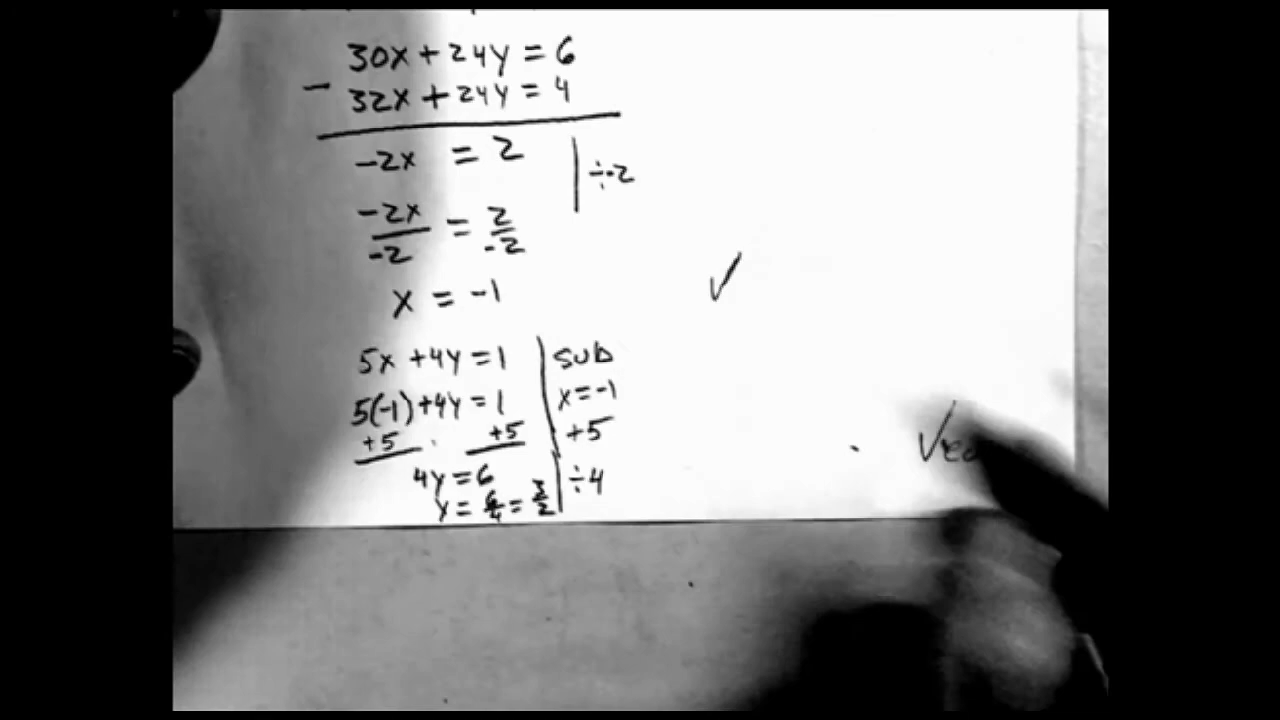 30x + 24y = 6
- 32x + 24y = 4
-2x = 2 | ÷-2
-2x/-2 = 2/-2
x = -1
✓
5x + 4y = 1 | SUB
5(-1) + 4y = 1 | x = -1
+5 +5 | +5
4y = 6 | ÷4
y = 6/4 = 3/2